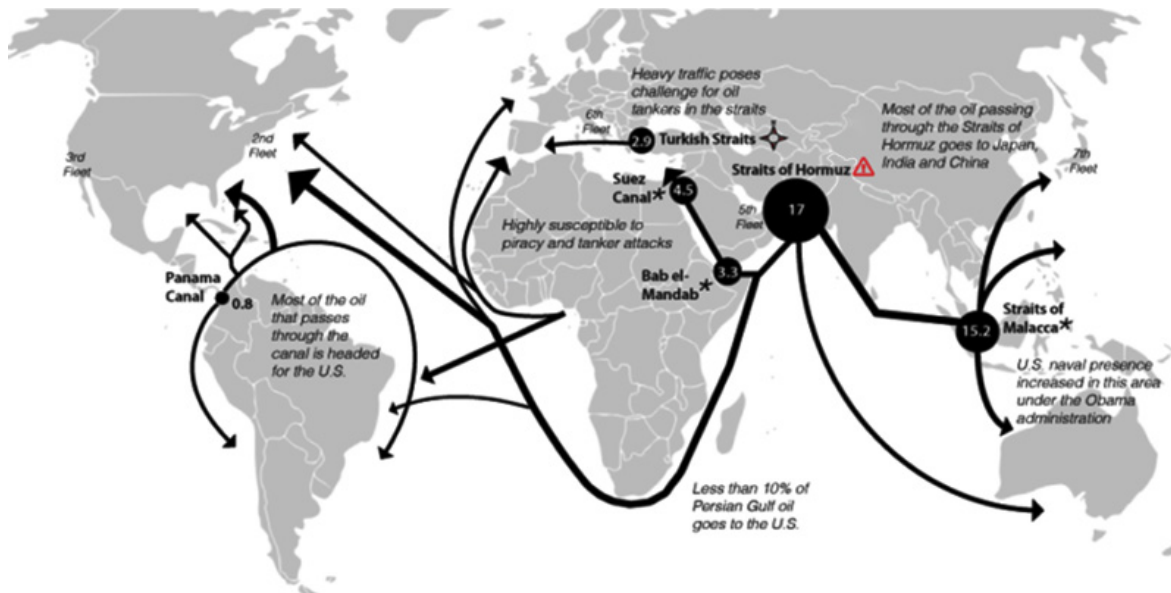 Heavy traffic poses
challenge for oil
tankers in the straits
6th
Fleet
2.9
Turkish Straits
Most of the oil passing
through the Straits of
Hormuz goes to Japan,
India and China
7th
Fleet
3rd
Fleet
2nd
Fleet
Straits of Hormuz
Suez
Canal*
4.5
5th
Fleet
17
Highly susceptible to
piracy and tanker attacks
Bab el-
Mandab*
3.3
Panama
Canal
0.8
Most of the oil
that passes
through the
canal is headed
for the U.S.
Straits of
Malacca*
15.2
U.S. naval presence
increased in this area
under the Obama
administration
Less than 10% of
Persian Gulf oil
goes to the U.S.